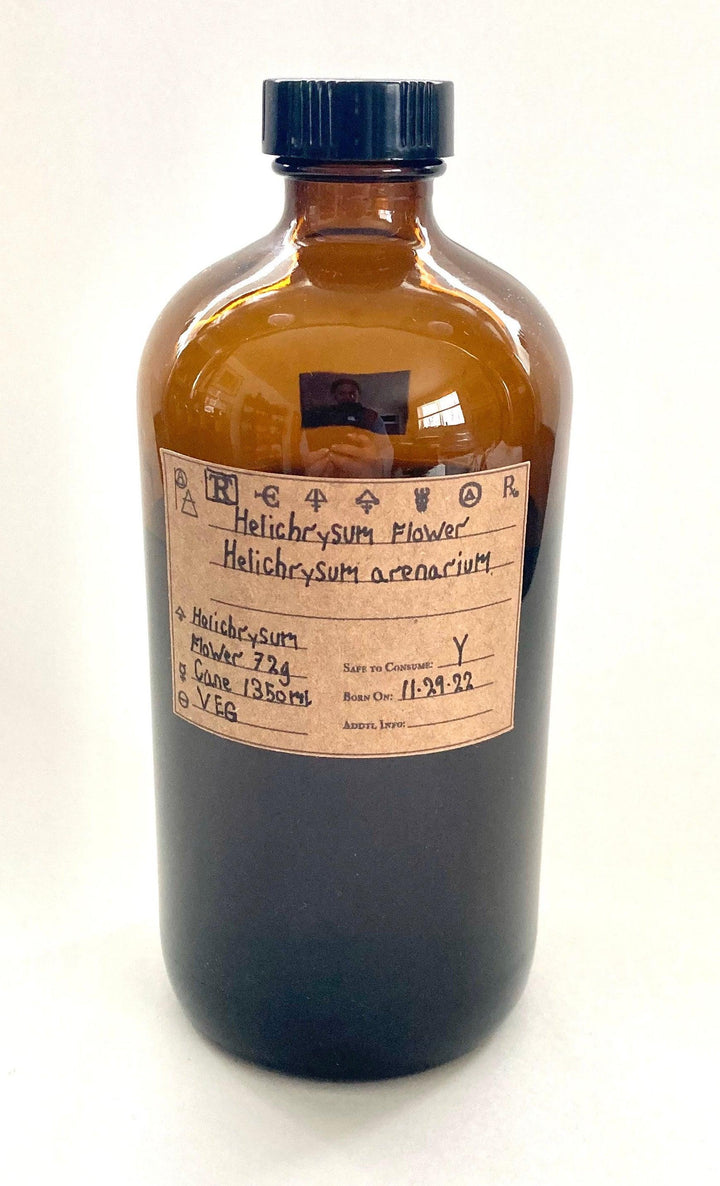 R
Helichrysum Flower
Helichrysum arenarium
Helichrysum
Flower 72g
Cane 1350ml
VEG
Safe to Consume: Y
Born On: 11.29.22
Addtl Info: